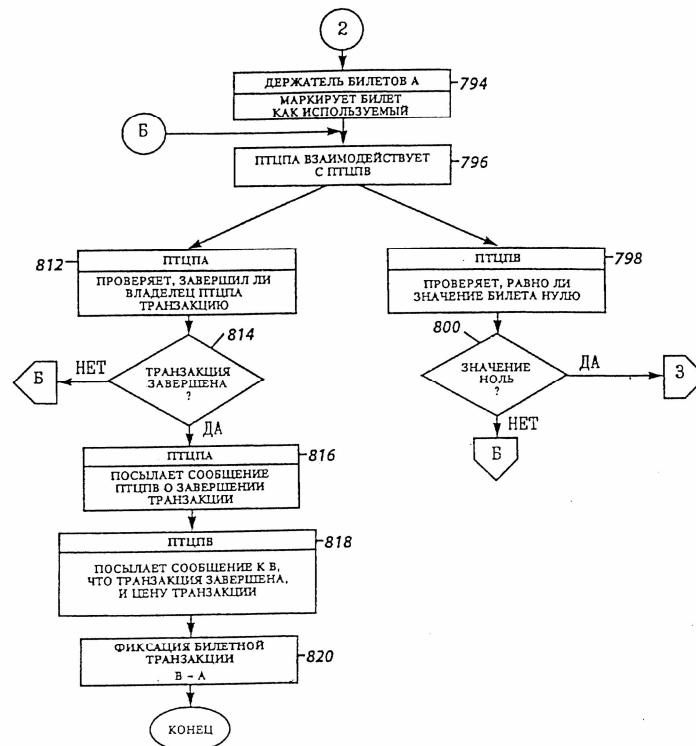 2
ДЕРЖАТЕЛЬ БИЛЕТОВ А
794
МАРКИРУЕТ БИЛЕТ
КАК ИСПОЛЬЗУЕМЫЙ
Б
ПТЦПА ВЗАИМОДЕЙСТВУЕТ
С ПТЦПВ
796
812
ПТЦПА
ПРОВЕРЯЕТ, ЗАВЕРШИЛ ЛИ
ВЛАДЕЛЕЦ ПТЦПА
ТРАНЗАКЦИЮ
ПТЦПВ
798
ПРОВЕРЯЕТ, РАВНО ЛИ
ЗНАЧЕНИЕ БИЛЕТА НУЛЮ
814
ТРАНЗАКЦИЯ
ЗАВЕРШЕНА
?
НЕТ
Б
ДА
800
ЗНАЧЕНИЕ
НОЛЬ
?
ДА
3
НЕТ
Б
ПТЦПА
816
ПОСЫЛАЕТ СООБЩЕНИЕ
ПТЦПВ О ЗАВЕРШЕНИИ
ТРАНЗАКЦИИ
ПТЦПВ
818
ПОСЫЛАЕТ СООБЩЕНИЕ К В,
ЧТО ТРАНЗАКЦИЯ ЗАВЕРШЕНА,
И ЦЕНУ ТРАНЗАКЦИИ
ФИКСАЦИЯ БИЛЕТНОЙ
ТРАНЗАКЦИИ
В - А
820
КОНЕЦ